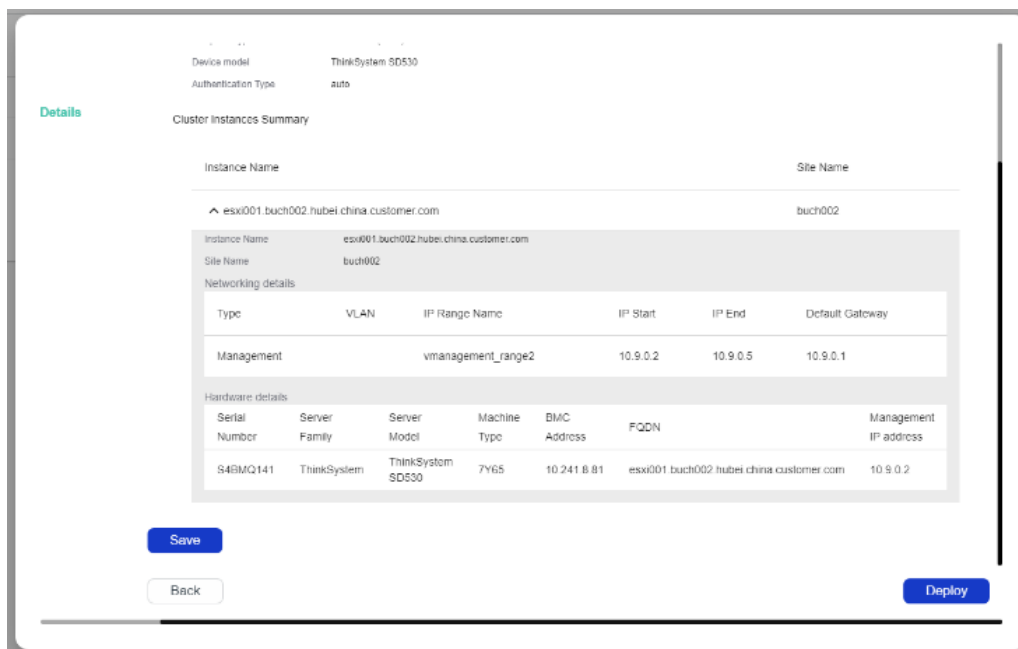 Device model ThinkSystem SD530
Authentication Type auto
Details
Cluster Instances Summary
Instance Name Site Name
esxi001.buch002.hubei.china.customer.com buch002
Instance Name esxi001.buch002.hubei.china.customer.com
Site Name buch002
Networking details
Type VLAN IP Range Name IP Start IP End Default Gateway
Management vmanagement_range2 10.9.0.2 10.9.0.5 10.9.0.1
Hardware details
Serial Number Server Family Server Model Machine Type BMC Address FQDN Management IP address
S4BMQ141 ThinkSystem ThinkSystem SD530 7Y65 10.241.8.81 esxi001.buch002.hubei.china.customer.com 10.9.0.2
Save
Back Deploy